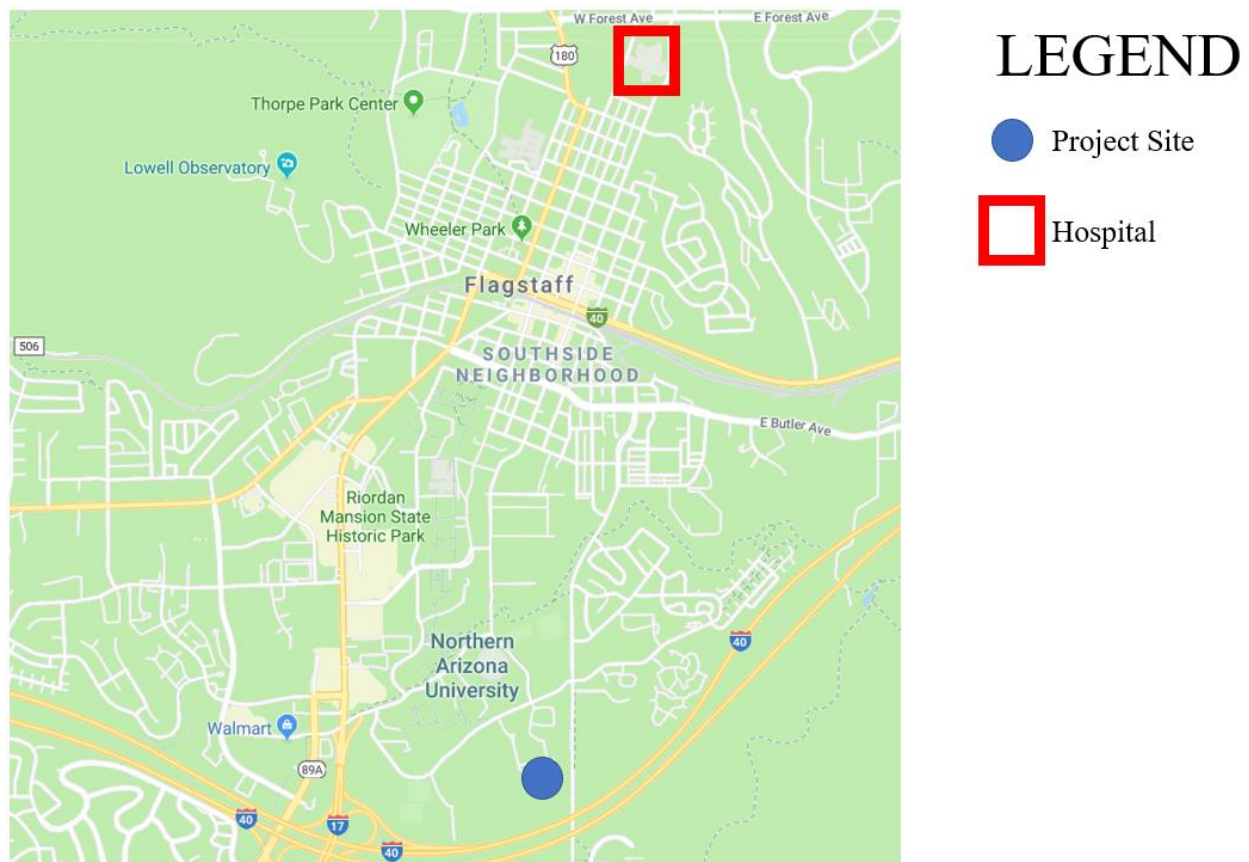 W Forest Ave
E Forest Ave
180
Thorpe Park Center
Lowell Observatory
Wheeler Park
Flagstaff
40
506
SOUTHSIDE
NEIGHBORHOOD
E Butler Ave
Riordan
Mansion State
Historic Park
Northern
Arizona
University
40
Walmart
89A
40
17
40
LEGEND
Project Site
Hospital